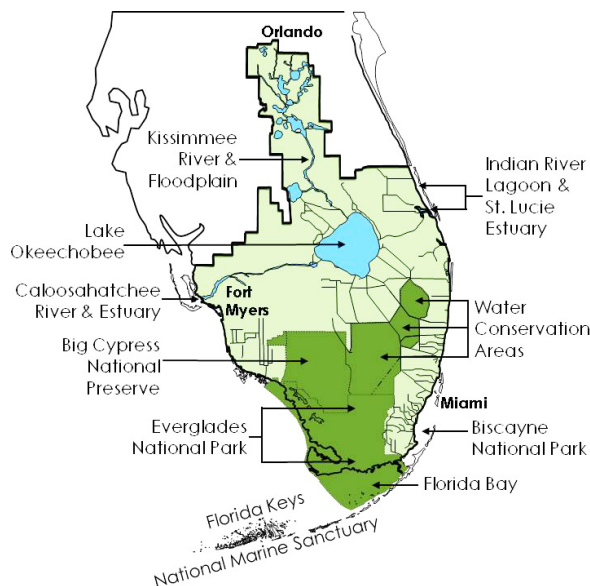 Orlando
Kissimmee
River &
Floodplain
Indian River
Lagoon &
St. Lucie
Estuary
Lake
Okeechobee
Caloosahatchee
River & Estuary
Fort
Myers
Water
Conservation
Areas
Big Cypress
National
Preserve
Miami
Everglades
National Park
Biscayne
National Park
Florida Bay
Florida Keys
National Marine Sanctuary